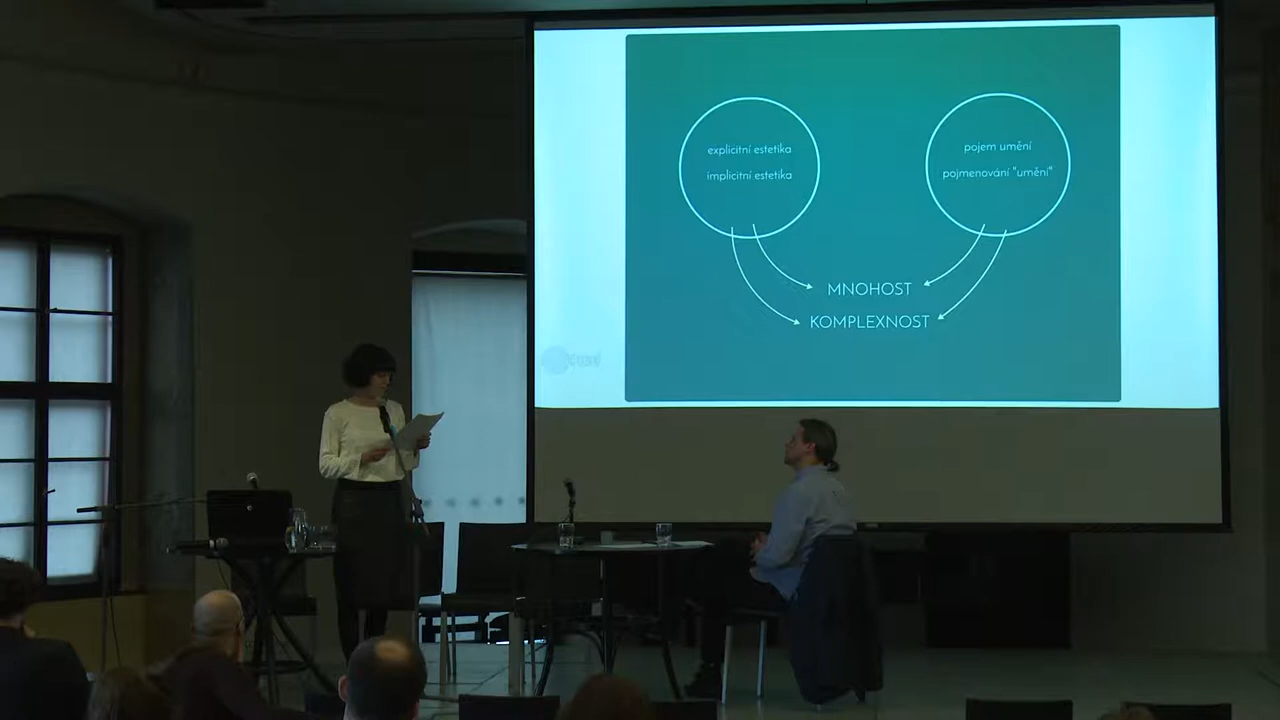 explicitní estetika
implicitní estetika
pojem umění
pojmenování "umění"
MNOHOST
KOMPLEXNOST